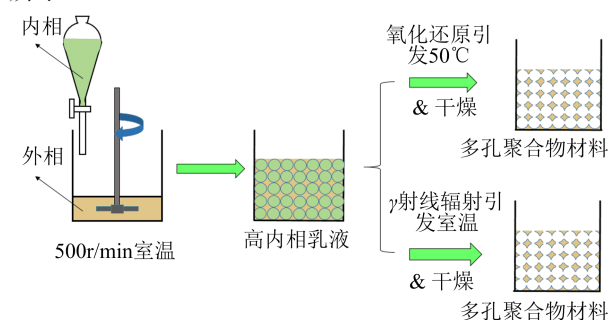 内相
外相
500r/min室温
高内相乳液
氧化还原引
发50℃
& 干燥
多孔聚合物材料
γ射线辐射引
发室温
& 干燥
多孔聚合物材料